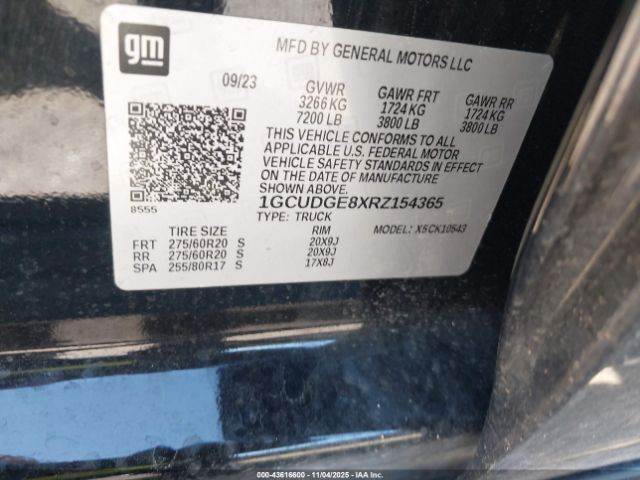 gm
MFD BY GENERAL MOTORS LLC
09/23 GVWR GAWR FRT GAWR RR
3266 KG 1724 KG 1724 KG
7200 LB 3800 LB 3800 LB
THIS VEHICLE CONFORMS TO ALL
APPLICABLE U.S. FEDERAL MOTOR
VEHICLE SAFETY STANDARDS IN EFFECT
ON THE DATE OF MANUFACTURE
SHOWN ABOVE.
8555 1GCUDGE8XRZ154365
TYPE: TRUCK MODEL: X5CK10543
TIRE SIZE RIM
FRT 275/60R20 S 20X9J
RR 275/60R20 S 20X9J
SPA 255/80R17 S 17X8J
000-43616600 - 11/04/2025 - IAAI.COM